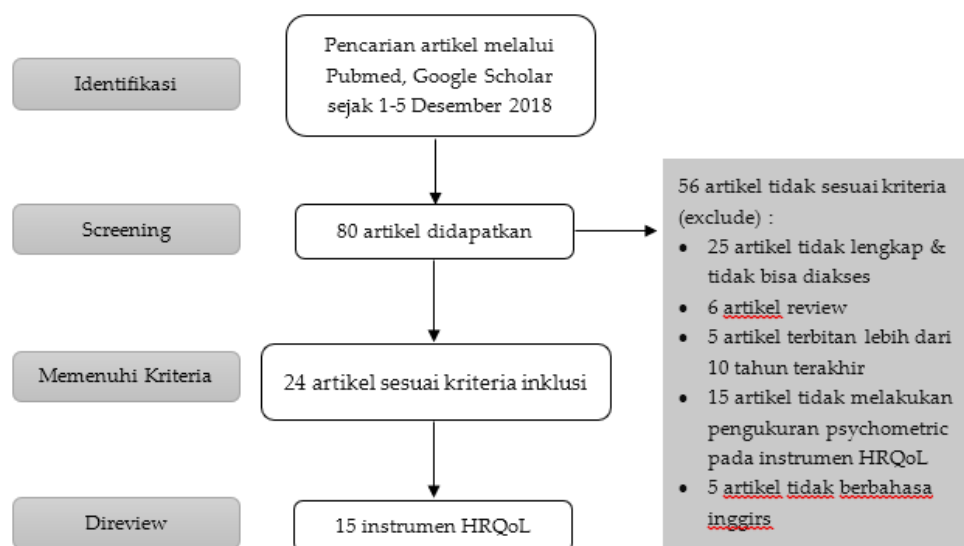 Identifikasi
Pencarian artikel melalui
Pubmed, Google Scholar
sejak 1-5 Desember 2018
Screening
80 artikel didapatkan
56 artikel tidak sesuai kriteria
(exclude) :
• 25 artikel tidak lengkap &
tidak bisa diakses
• 6 artikel review
• 5 artikel terbitan lebih dari
10 tahun terakhir
• 15 artikel tidak melakukan
pengukuran psychometric
pada instrumen HRQoL
• 5 artikel tidak berbahasa
inggirs
Memenuhi Kriteria
24 artikel sesuai kriteria inklusi
Direview
15 instrumen HRQoL